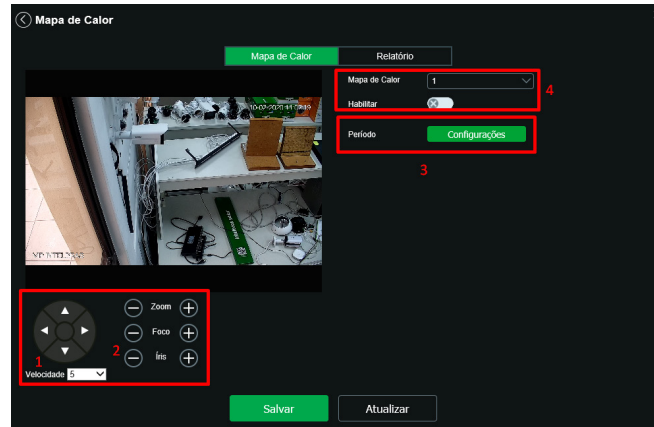 Mapa de Calor
Mapa de Calor Relatório
Mapa de Calor 1
4
Habilitar
Período Configurações
3
Zoom
Foco
1 2 Íris
Velocidade 5
Salvar Atualizar